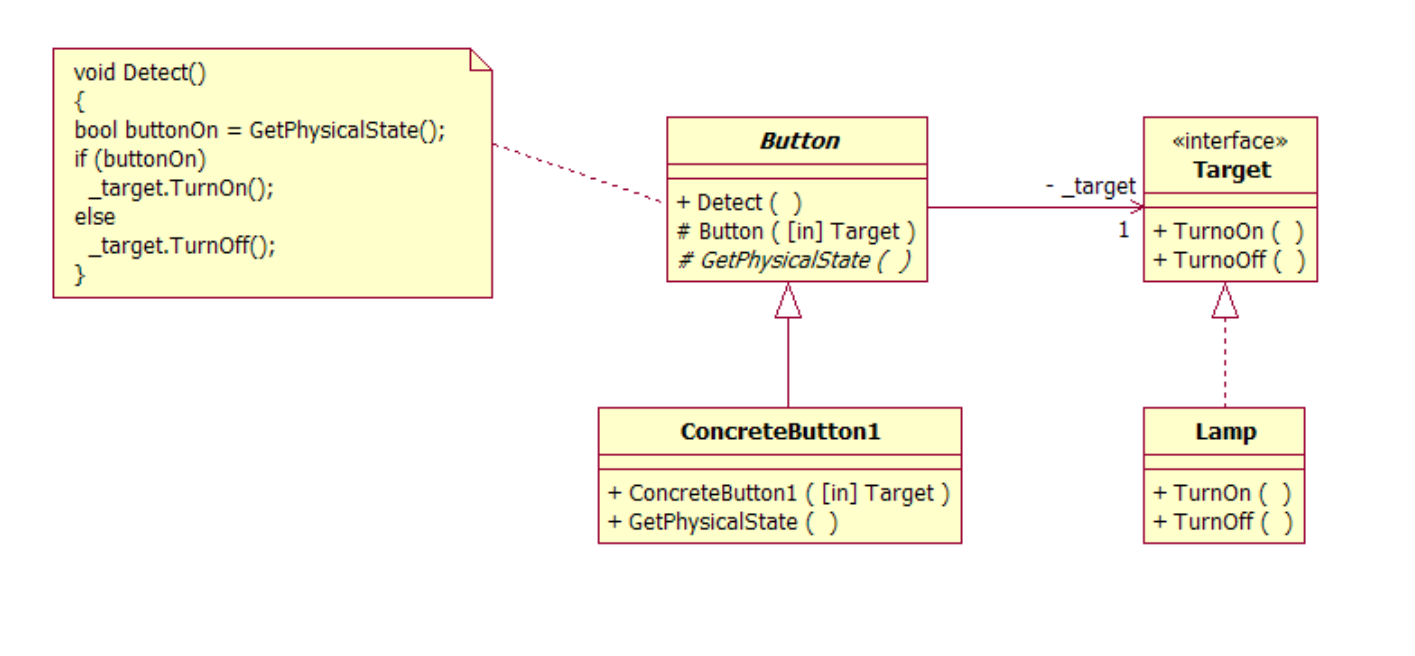 void Detect()
{
bool buttonOn = GetPhysicalState();
if (buttonOn)
_target.TurnOn();
else
_target.TurnOff();
}
Button
+ Detect ( )
# Button ( [in] Target )
# GetPhysicalState ( )
- _target
1
«interface»
Target
+ TurnoOn ( )
+ TurnoOff ( )
ConcreteButton1
+ ConcreteButton1 ( [in] Target )
+ GetPhysicalState ( )
Lamp
+ TurnOn ( )
+ TurnOff ( )